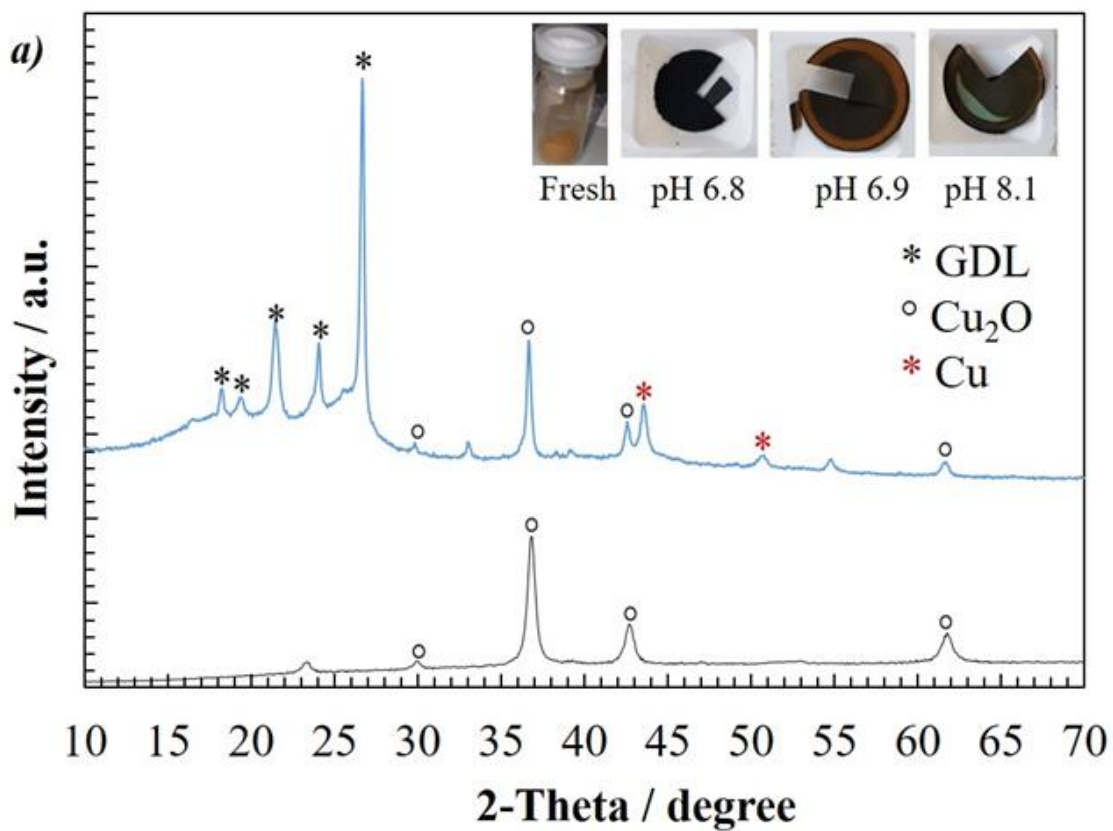 a)
Fresh pH 6.8 pH 6.9 pH 8.1
* GDL
○ Cu₂O
* Cu
Intensity / a.u.
10 15 20 25 30 35 40 45 50 55 60 65 70
2-Theta / degree